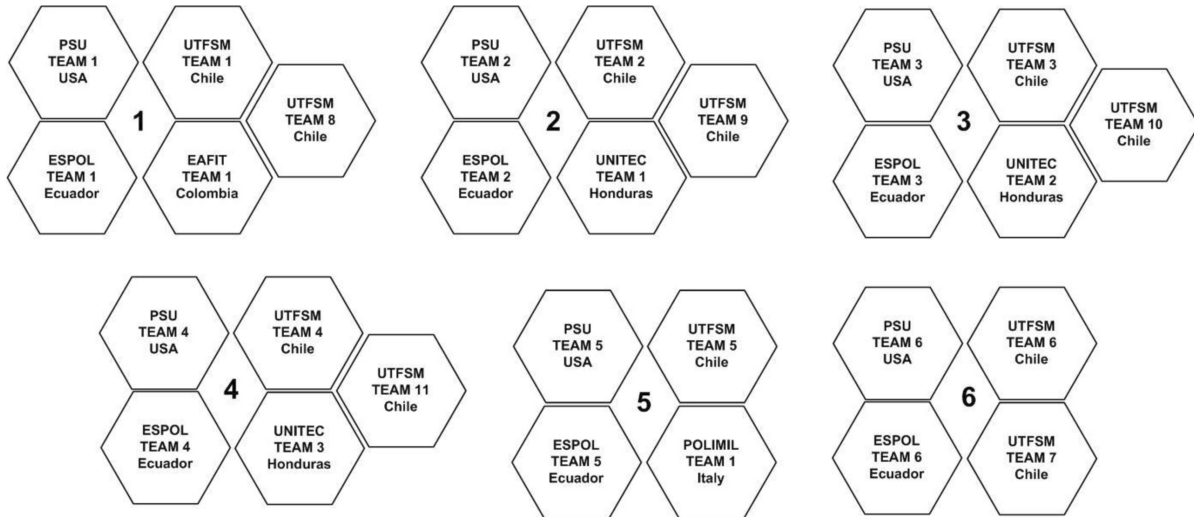 PSU
TEAM 1
USA
UTFSM
TEAM 1
Chile
UTFSM
TEAM 8
Chile
1
ESPOL
TEAM 1
Ecuador
EAFIT
TEAM 1
Colombia
PSU
TEAM 2
USA
UTFSM
TEAM 2
Chile
UTFSM
TEAM 9
Chile
2
ESPOL
TEAM 2
Ecuador
UNITEC
TEAM 1
Honduras
PSU
TEAM 3
USA
UTFSM
TEAM 3
Chile
UTFSM
TEAM 10
Chile
3
ESPOL
TEAM 3
Ecuador
UNITEC
TEAM 2
Honduras
PSU
TEAM 4
USA
UTFSM
TEAM 4
Chile
UTFSM
TEAM 11
Chile
4
ESPOL
TEAM 4
Ecuador
UNITEC
TEAM 3
Honduras
PSU
TEAM 5
USA
UTFSM
TEAM 5
Chile
5
ESPOL
TEAM 5
Ecuador
POLIMIL
TEAM 1
Italy
PSU
TEAM 6
USA
UTFSM
TEAM 6
Chile
6
ESPOL
TEAM 6
Ecuador
UTFSM
TEAM 7
Chile